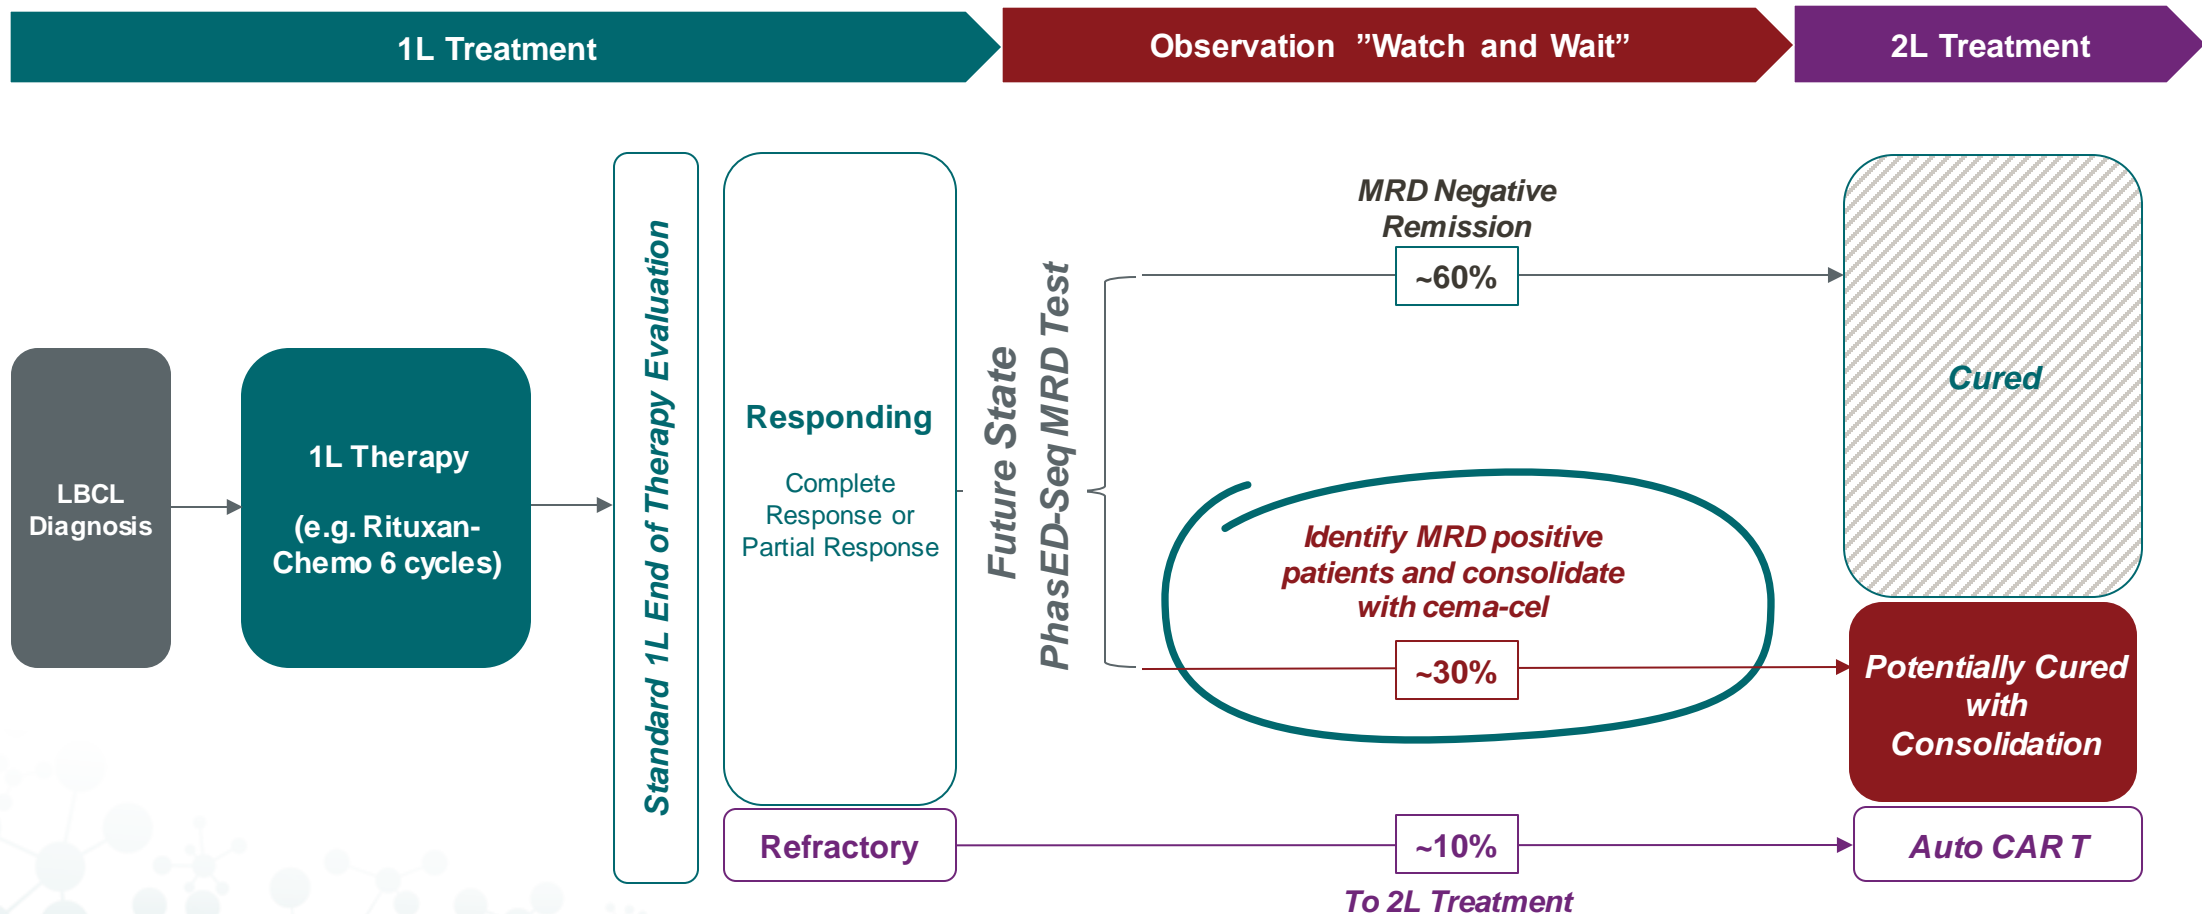 1L Treatment
Observation ”Watch and Wait”
2L Treatment
LBCL
Diagnosis
1L Therapy
(e.g. Rituxan-
Chemo 6 cycles)
Standard 1L End of Therapy Evaluation
Responding
Complete
Response or
Partial Response
Refractory
Future State
PhasED-Seq MRD Test
MRD Negative
Remission
~60%
Identify MRD positive
patients and consolidate
with cema-cel
~30%
~10%
To 2L Treatment
Cured
Potentially Cured
with
Consolidation
Auto CAR T